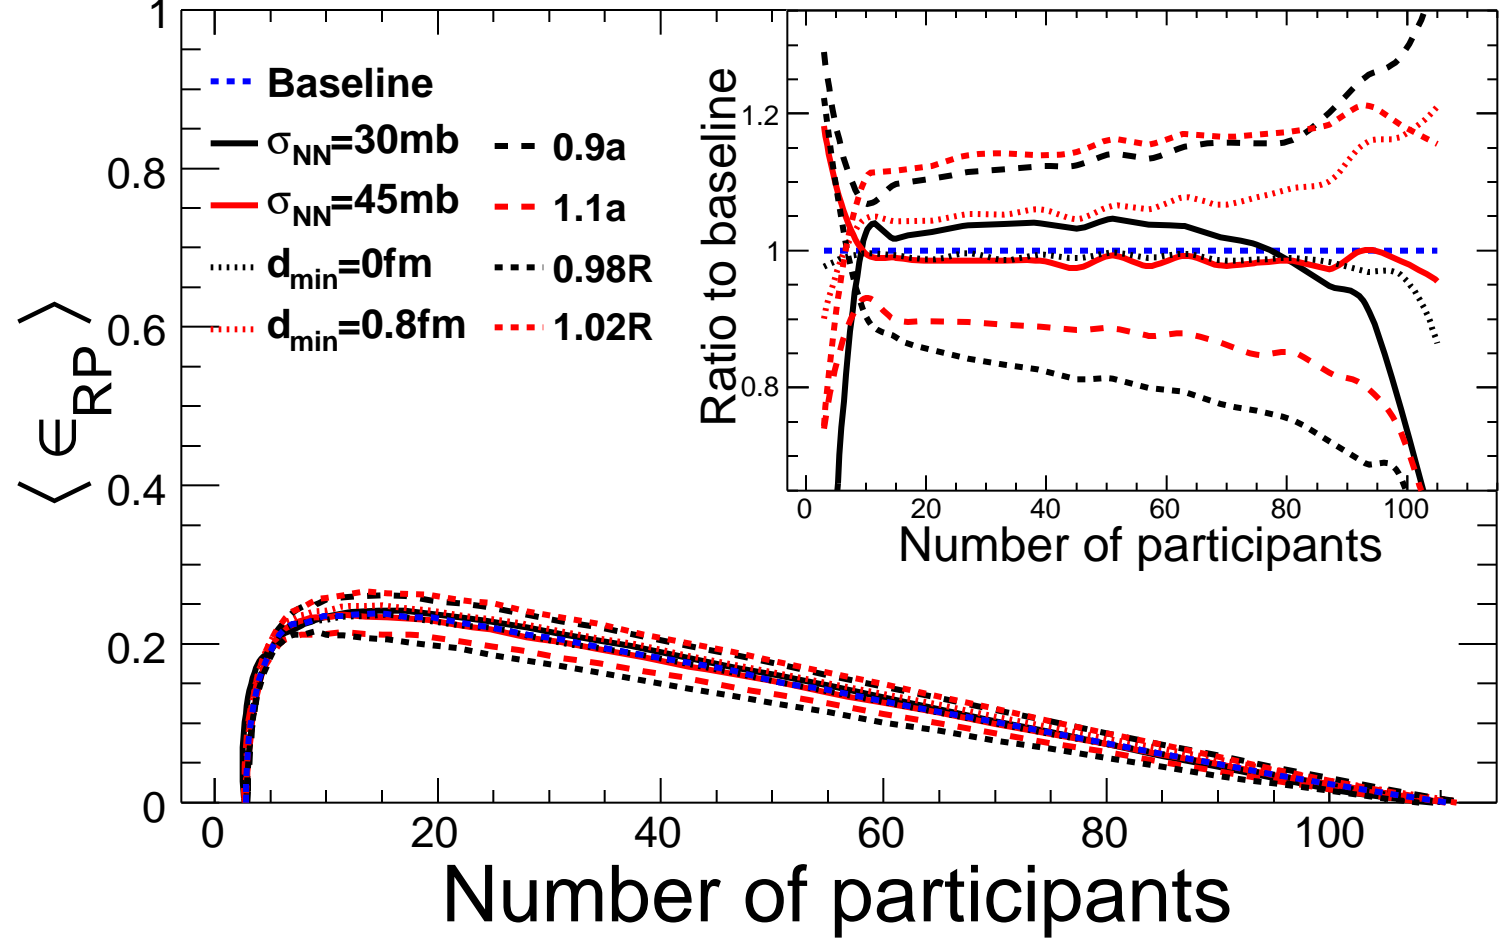 1
0.8
0.6
0.4
0.2
0
⟨ ∈RP ⟩
0 20 40 60 80 100
Number of participants
Baseline
σNN=30mb
σNN=45mb
dmin=0fm
dmin=0.8fm
0.9a
1.1a
0.98R
1.02R
Ratio to baseline
1.2
1
0.8
0 20 40 60 80 100
Number of participants